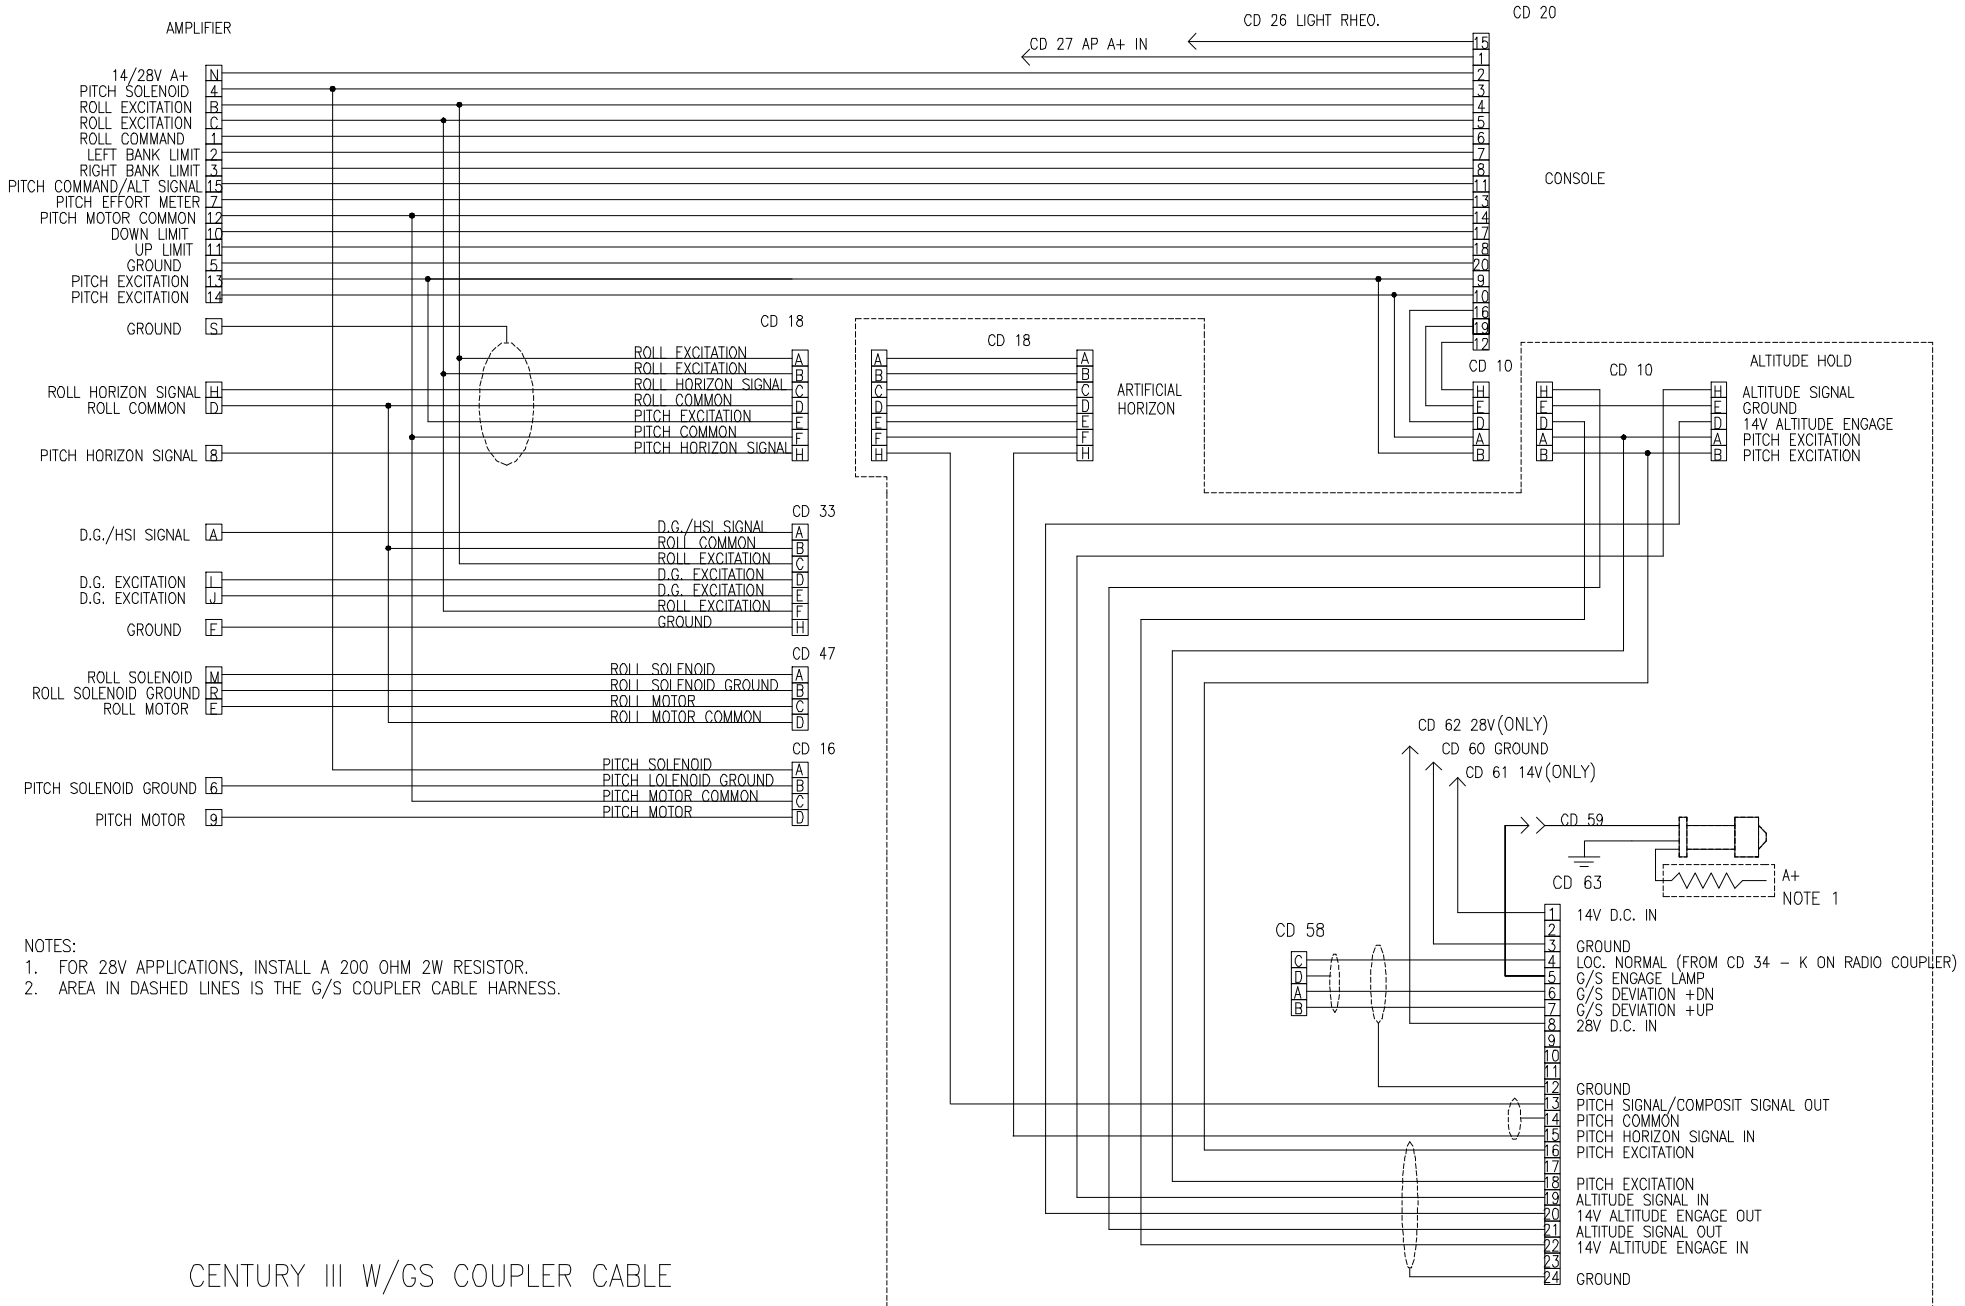 AMPLIFIER
CD 26 LIGHT RHEO.
CD 20
CD 27 AP A+ IN
CONSOLE
14/28V A+ N
PITCH SOLENOID 4
ROLL EXCITATION B
ROLL EXCITATION C
ROLL COMMAND 1
LEFT BANK LIMIT 2
RIGHT BANK LIMIT 3
PITCH COMMAND/ALT SIGNAL 15
PITCH EFFORT METER 7
PITCH MOTOR COMMON 12
DOWN LIMIT 10
UP LIMIT 11
GROUND 5
PITCH EXCITATION 13
PITCH EXCITATION 14
GROUND S
ROLL HORIZON SIGNAL H
ROLL COMMON D
PITCH HORIZON SIGNAL 8
D.G./HSI SIGNAL A
D.G. EXCITATION I
D.G. EXCITATION J
GROUND F
ROLL SOLENOID M
ROLL SOLENOID GROUND R
ROLL MOTOR E
PITCH SOLENOID GROUND 6
PITCH MOTOR 9
15
1
2
3
4
5
6
7
8
11
13
14
17
18
20
9
10
16
19
12
CD 18
ROLL EXCITATION A
ROLL EXCITATION B
ROLL HORIZON SIGNAL C
ROLL COMMON D
PITCH EXCITATION E
PITCH COMMON F
PITCH HORIZON SIGNAL H
CD 33
D.G./HSI SIGNAL A
ROLL COMMON B
ROLL EXCITATION C
D.G. EXCITATION D
D.G. EXCITATION E
ROLL EXCITATION F
GROUND H
CD 47
ROLL SOLENOID A
ROLL SOLENOID GROUND B
ROLL MOTOR C
ROLL MOTOR COMMON D
CD 16
PITCH SOLENOID A
PITCH LOLENOID GROUND B
PITCH MOTOR COMMON C
PITCH MOTOR D
CD 18
A A
B B
C C
D D
E E
F F
H H
ARTIFICIAL
HORIZON
CD 10
H
E
D
A
B
CD 10
ALTITUDE HOLD
H H ALTITUDE SIGNAL
E E GROUND
D D 14V ALTITUDE ENGAGE
A A PITCH EXCITATION
B B PITCH EXCITATION
CD 62 28V(ONLY)
CD 60 GROUND
CD 61 14V(ONLY)
CD 59
A+
NOTE 1
CD 58
C
D
A
B
CD 63
1 14V D.C. IN
2
3 GROUND
4 LOC. NORMAL (FROM CD 34 – K ON RADIO COUPLER)
5 G/S ENGAGE LAMP
6 G/S DEVIATION +DN
7 G/S DEVIATION +UP
8 28V D.C. IN
9
10
11
12 GROUND
13 PITCH SIGNAL/COMPOSIT SIGNAL OUT
14 PITCH COMMON
15 PITCH HORIZON SIGNAL IN
16 PITCH EXCITATION
17
18 PITCH EXCITATION
19 ALTITUDE SIGNAL IN
20 14V ALTITUDE ENGAGE OUT
21 ALTITUDE SIGNAL OUT
22 14V ALTITUDE ENGAGE IN
23
24 GROUND
NOTES:
1. FOR 28V APPLICATIONS, INSTALL A 200 OHM 2W RESISTOR.
2. AREA IN DASHED LINES IS THE G/S COUPLER CABLE HARNESS.
CENTURY III W/GS COUPLER CABLE